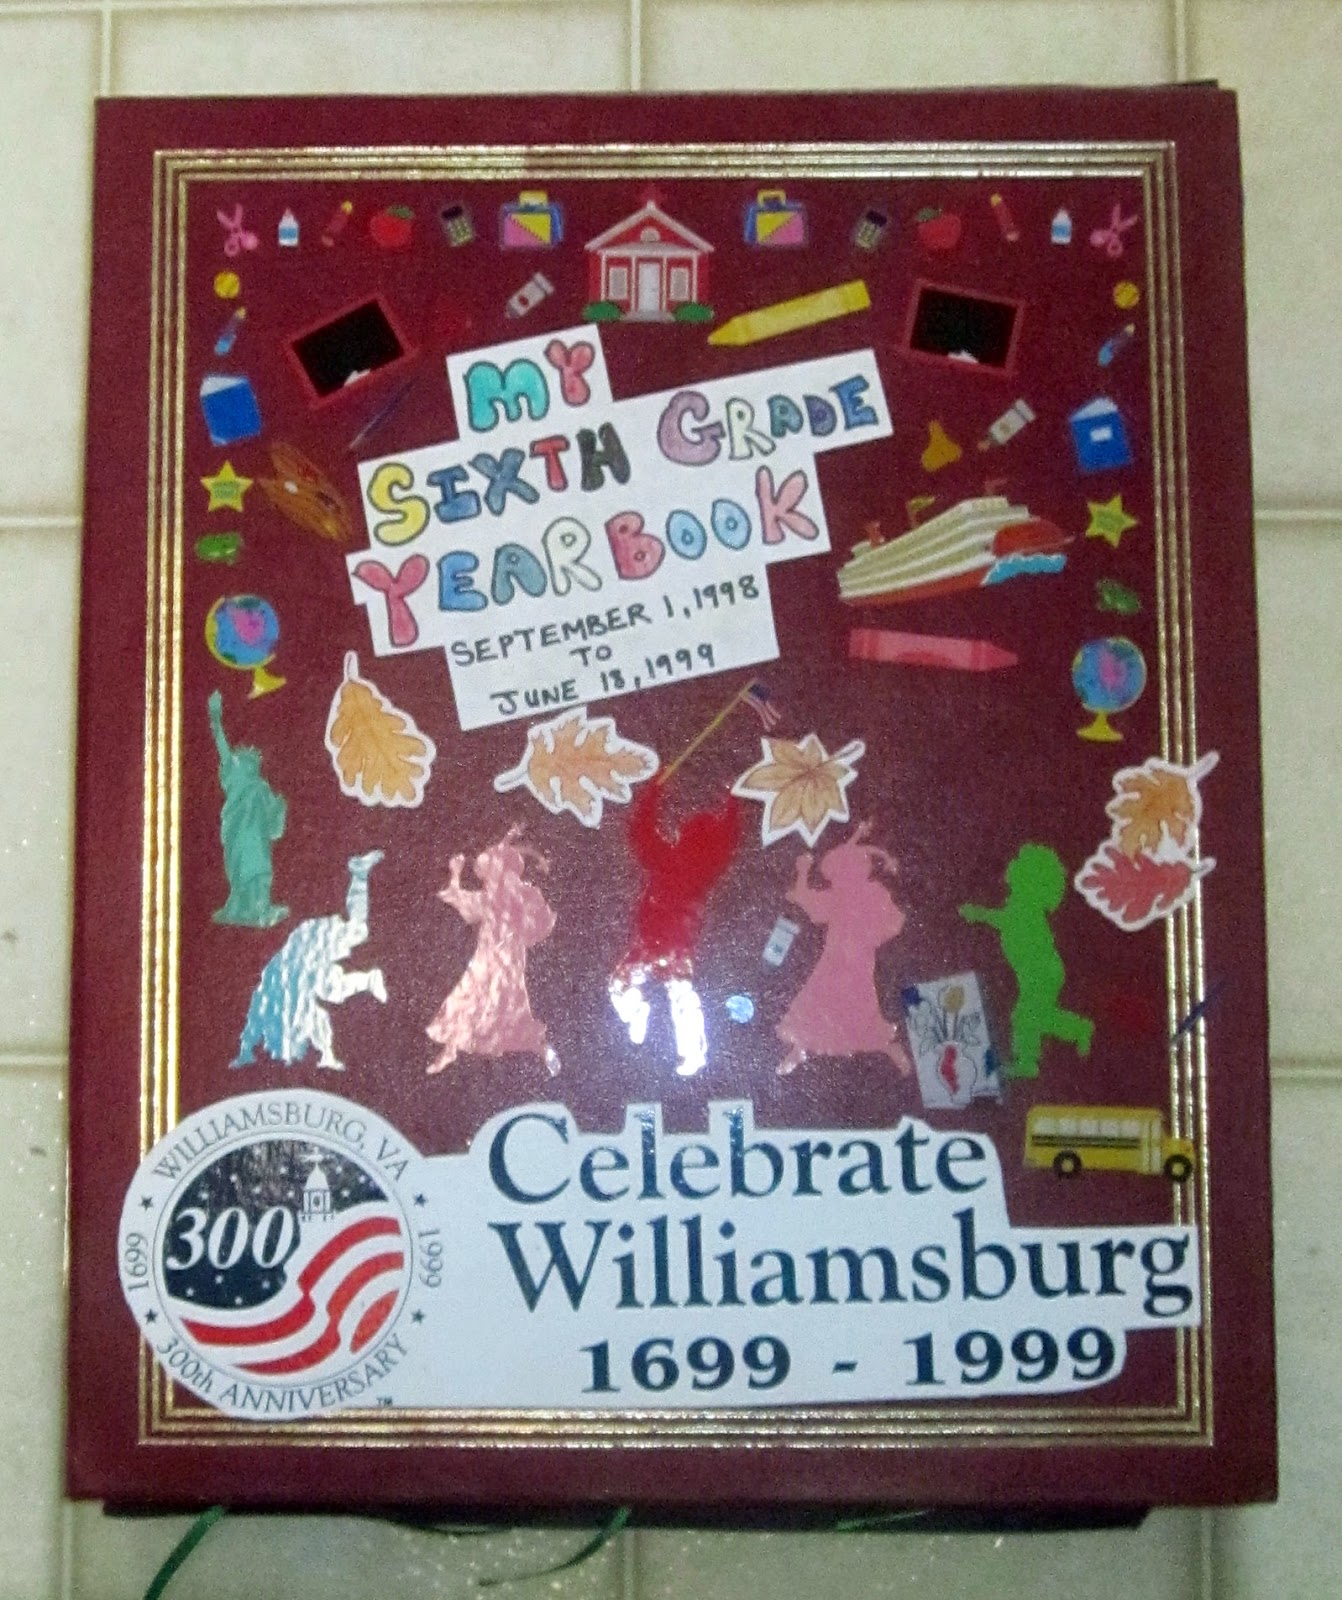 MY
SIXTH GRADE
YEARBOOK
SEPTEMBER 1, 1998
TO
JUNE 18, 1999
WILLIAMSBURG, VA
1699
300
1999
300th ANNIVERSARY
TM
Celebrate
Williamsburg
1699 - 1999